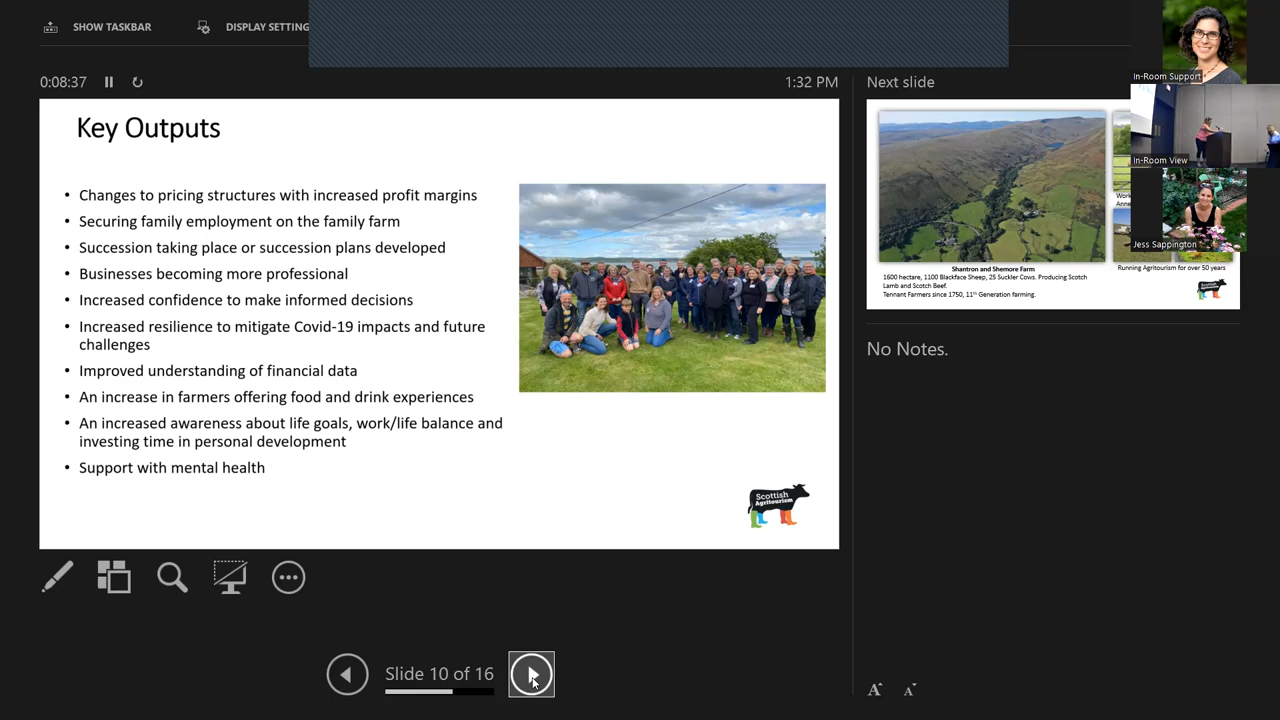 SHOW TASKBAR
DISPLAY SETTING
0:08:37
1:32 PM
Key Outputs
• Changes to pricing structures with increased profit margins
• Securing family employment on the family farm
• Succession taking place or succession plans developed
• Businesses becoming more professional
• Increased confidence to make informed decisions
• Increased resilience to mitigate Covid-19 impacts and future
challenges
• Improved understanding of financial data
• An increase in farmers offering food and drink experiences
• An increased awareness about life goals, work/life balance and
investing time in personal development
• Support with mental health
Scottish
Agritourism
Slide 10 of 16
Next slide
Shantron and Shemore Farm
1600 hectare, 1100 Blackface Sheep, 25 Suckler Cows. Producing Scotch
Lamb and Scotch Beef.
Tennant Farmers since 1750, 11th Generation farming.
Running Agritourism for over 50 years
No Notes.
A A
In-Room Support
In-Room View
Jess Sappington